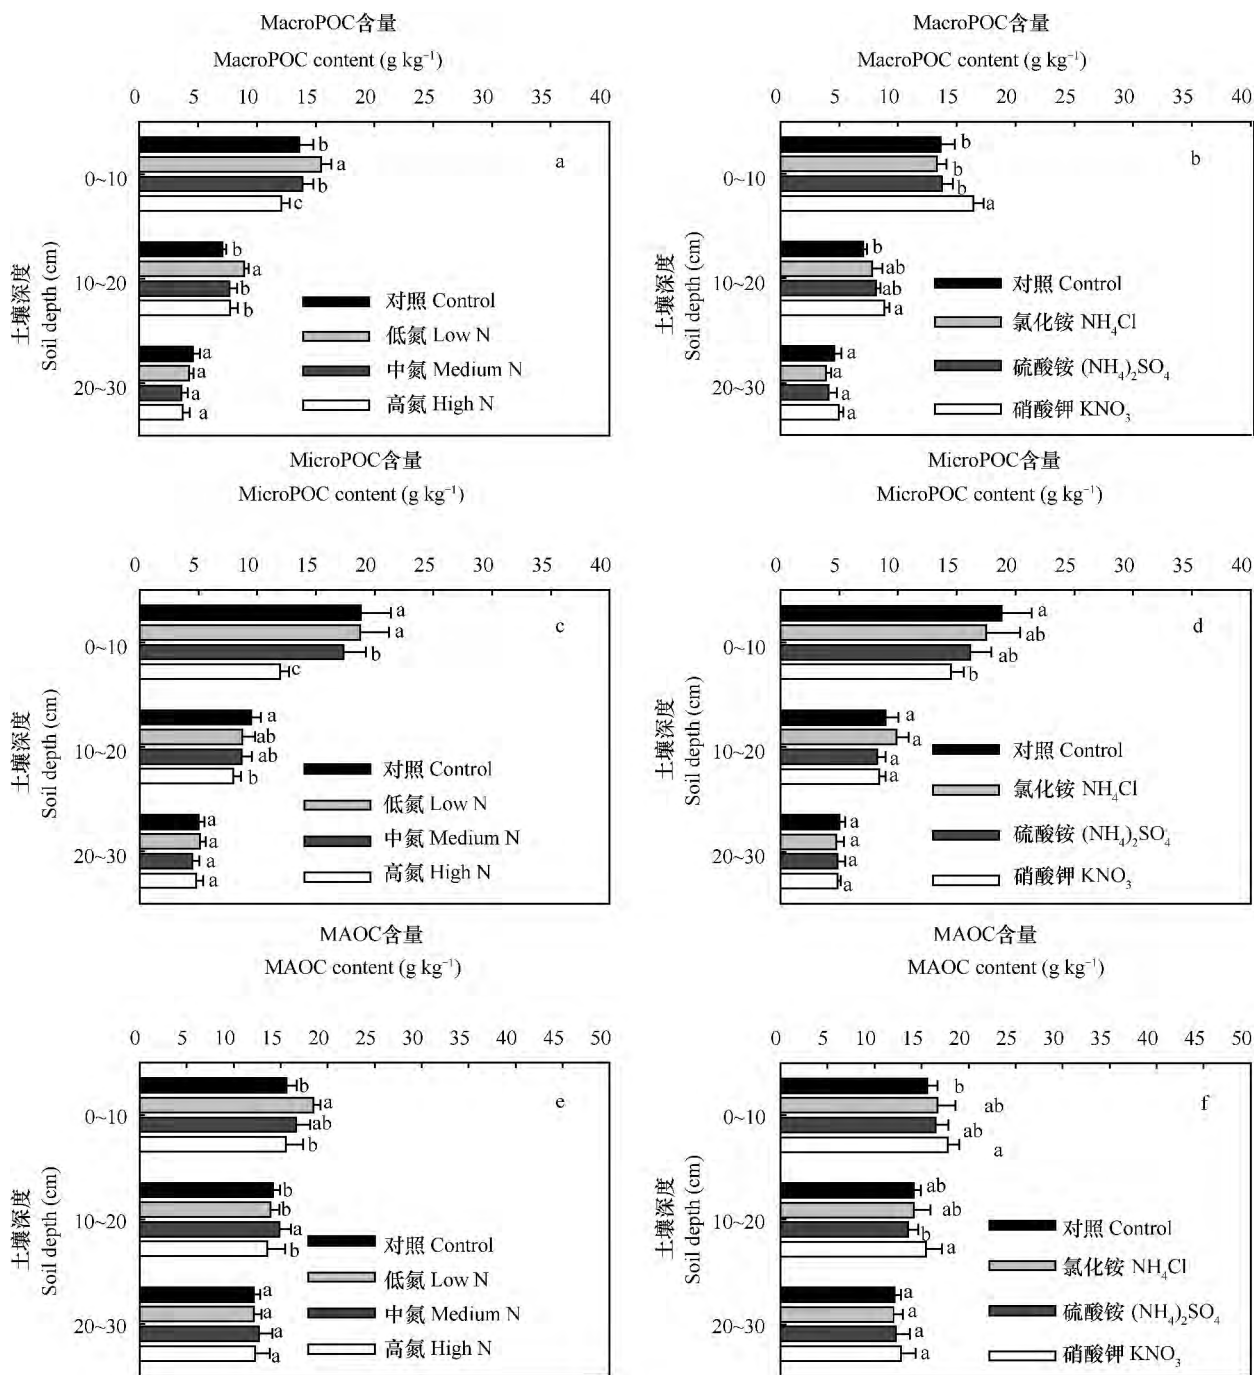 MacroPOC含量
MacroPOC content (g kg⁻¹)
0 5 10 15 20 25 30 35 40
土壤深度
Soil depth (cm)
0~10
10~20
20~30
b
a
b
c
b
a
b
b
a
a
a
a
a
对照 Control
低氮 Low N
中氮 Medium N
高氮 High N
MacroPOC含量
MacroPOC content (g kg⁻¹)
0 5 10 15 20 25 30 35 40
土壤深度
Soil depth (cm)
0~10
10~20
20~30
b
b
b
a
b
ab
ab
a
a
a
a
a
b
对照 Control
氯化铵 NH₄Cl
硫酸铵 (NH₄)₂SO₄
硝酸钾 KNO₃
MicroPOC含量
MicroPOC content (g kg⁻¹)
0 5 10 15 20 25 30 35 40
土壤深度
Soil depth (cm)
0~10
10~20
20~30
a
a
b
c
a
ab
ab
b
a
a
a
a
c
对照 Control
低氮 Low N
中氮 Medium N
高氮 High N
MicroPOC含量
MicroPOC content (g kg⁻¹)
0 5 10 15 20 25 30 35 40
土壤深度
Soil depth (cm)
0~10
10~20
20~30
a
ab
ab
b
a
a
a
a
a
a
a
a
d
对照 Control
氯化铵 NH₄Cl
硫酸铵 (NH₄)₂SO₄
硝酸钾 KNO₃
MAOC含量
MAOC content (g kg⁻¹)
0 5 10 15 20 25 30 35 40 45 50
土壤深度
Soil depth (cm)
0~10
10~20
20~30
b
a
ab
b
b
b
a
b
a
a
a
a
e
对照 Control
低氮 Low N
中氮 Medium N
高氮 High N
MAOC含量
MAOC content (g kg⁻¹)
0 5 10 15 20 25 30 35 40 45 50
土壤深度
Soil depth (cm)
0~10
10~20
20~30
b
ab
ab
a
ab
ab
b
a
a
a
a
a
f
对照 Control
氯化铵 NH₄Cl
硫酸铵 (NH₄)₂SO₄
硝酸钾 KNO₃